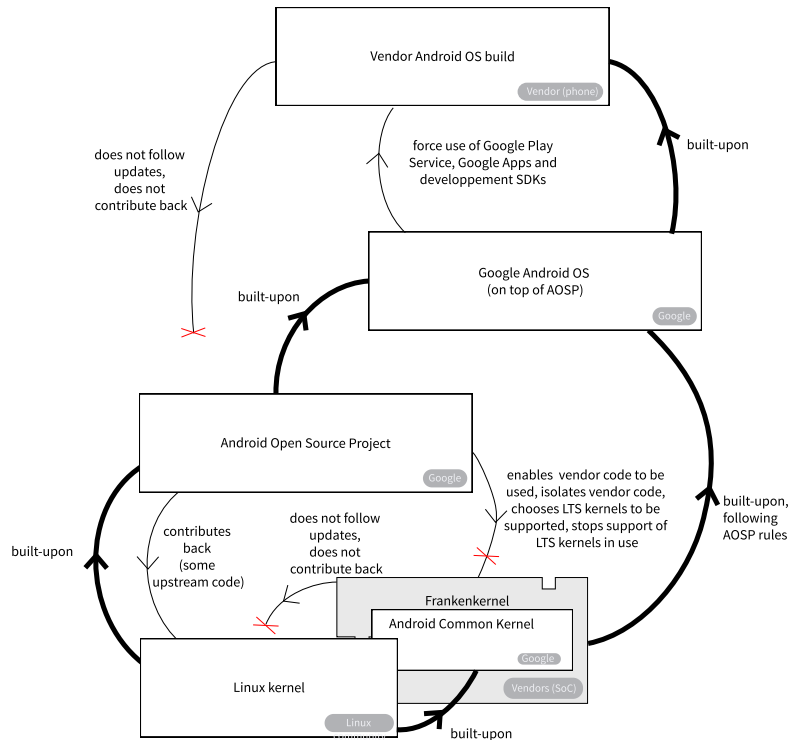 Vendor Android OS build
Vendor (phone)
does not follow
updates,
does not
contribute back
force use of Google Play
Service, Google Apps and
developpement SDKs
built-upon
Google Android OS
(on top of AOSP)
Google
built-upon
Android Open Source Project
Google
enables vendor code to be
used, isolates vendor code,
chooses LTS kernels to be
supported, stops support of
LTS kernels in use
built-upon,
following
AOSP rules
built-upon
contributes
back
(some
upstream code)
does not follow
updates,
does not
contribute back
Frankenkernel
Android Common Kernel
Google
Vendors (SoC)
Linux kernel
Linux
built-upon